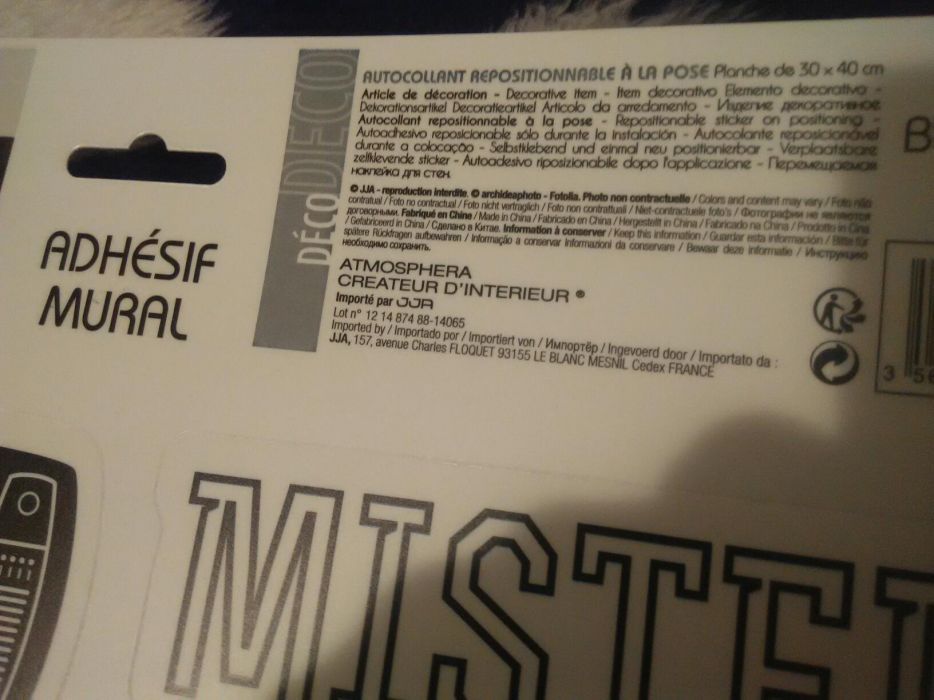 DÉCO DECO
AUTOCOLLANT REPOSITIONNABLE À LA POSE Planche de 30 x 40 cm
Article de décoration - Decorative item - Item decorativo Elemento decorativo -
Dekorationsartikel Decoratieartikel Articolo da arredamento - Изделие декоративное
Autocollant repositionnable à la pose - Repositionable sticker on positioning -
Autoadhesivo reposicionable sólo durante la instalación - Autocolante reposicionável
durante a colocação - Selbstklebend und einmal neu positionierbar - Verplaatsbare
zelfklevende sticker - Autoadesivo riposizionabile dopo l'applicazione - Перемещаемая
наклейка для стен
© JJA - reproduction interdite. © archideaphoto - Fotolia. Photo non contractuelle / Colors and content may vary / Foto não
contratual / Foto no contractual / Foto nicht vertraglich / Foto non contrattuali / Niet-contractuele foto's / Фотографии не являются
договорными. Fabriqué en Chine / Made in China / Fabricado en China / Hergestellt in China / Fabricado na China / Prodotto in Cina
/ Gefabriceerd in China / Сделано в Китае. Information à conserver / Keep this information / Guardar esta información / Bitte für
spätere Rückfragen aufbewahren / Informação a conservar Informazioni da conservare / Bewaar deze informatie / Инструкцию
необходимо сохранить.
ADHÉSIF
MURAL
ATMOSPHERA
CREATEUR D'INTERIEUR ®
Importé par JJA
Lot n° 12 14 874 88-14065
Imported by / Importado por / Importiert von / Импортёр / Ingevoerd door / Importato da :
JJA, 157, avenue Charles FLOQUET 93155 LE BLANC MESNIL Cedex FRANCE
B
3 56
MISTER